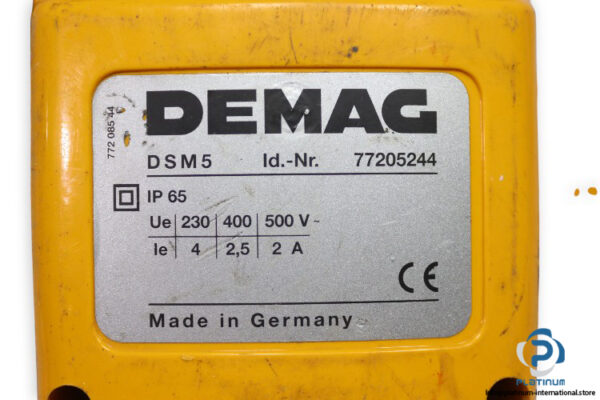 772 085 44
DEMAG
DSM5 Id.-Nr. 77205244
IP 65
Ue 230 400 500 V~
Ie 4 2,5 2 A
CE
Made in Germany
PLATINUM